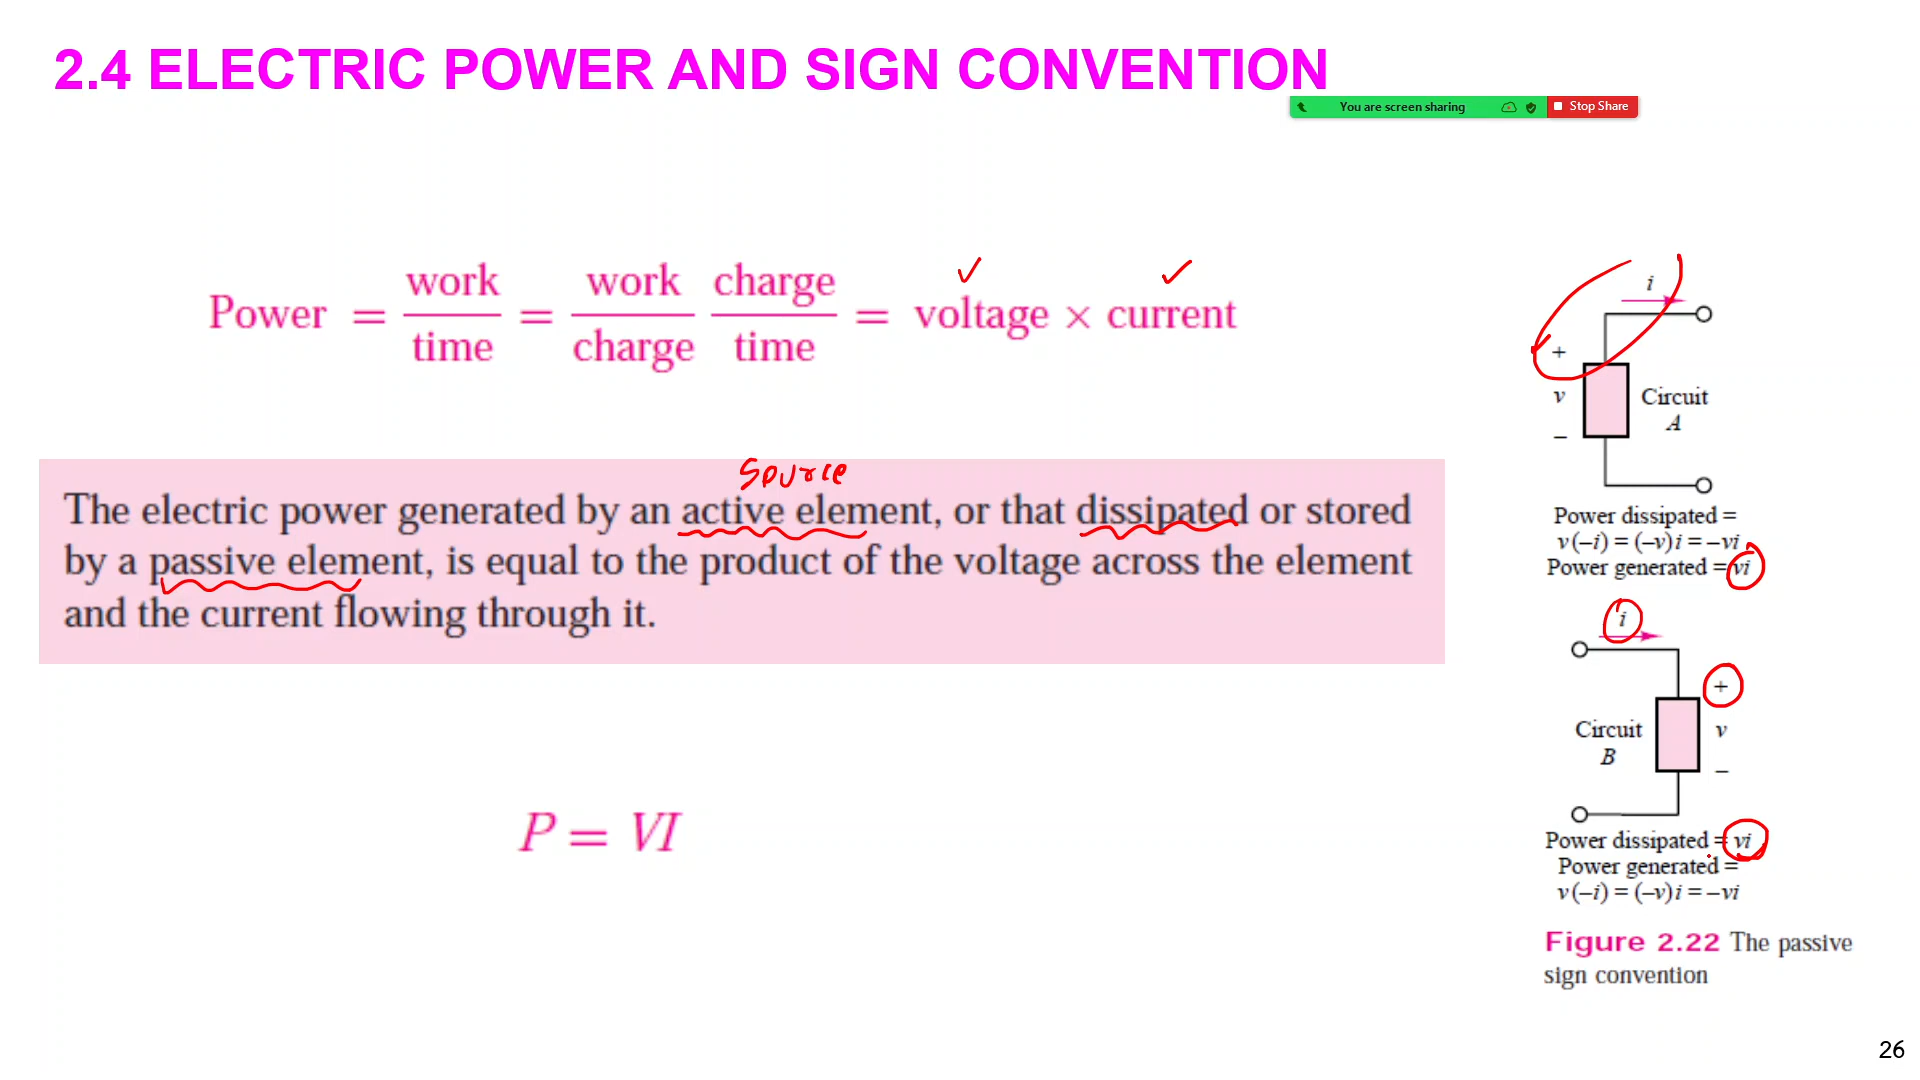 2.4 ELECTRIC POWER AND SIGN CONVENTION
You are screen sharing Stop Share
Power = work/time = work/charge charge/time = voltage × current
source
The electric power generated by an active element, or that dissipated or stored
by a passive element, is equal to the product of the voltage across the element
and the current flowing through it.
P = VI
i
+
v
–
Circuit
A
Power dissipated =
v(–i) = (–v)i = –vi
Power generated = vi
i
+
Circuit
B
v
–
Power dissipated = vi
Power generated =
v(–i) = (–v)i = –vi
Figure 2.22 The passive
sign convention
26